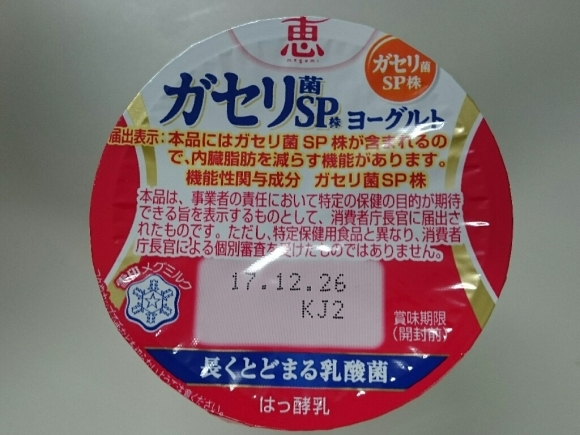 恵
megumi
ガセリ菌SP株ヨーグルト
ガセリ菌
SP株
届出表示：本品にはガセリ菌SP株が含まれるの
で、内臓脂肪を減らす機能があります。
機能性関与成分 ガセリ菌SP株
本品は、事業者の責任において特定の保健の目的が期待
できる旨を表示するものとして、消費者庁長官に届出さ
れたものです。ただし、特定保健用食品と異なり、消費者
庁長官による個別審査を受けたものではありません。
雪印メグミルク
17.12.26
KJ2
賞味期限
(開封前)
長くとどまる乳酸菌
はっ酵乳